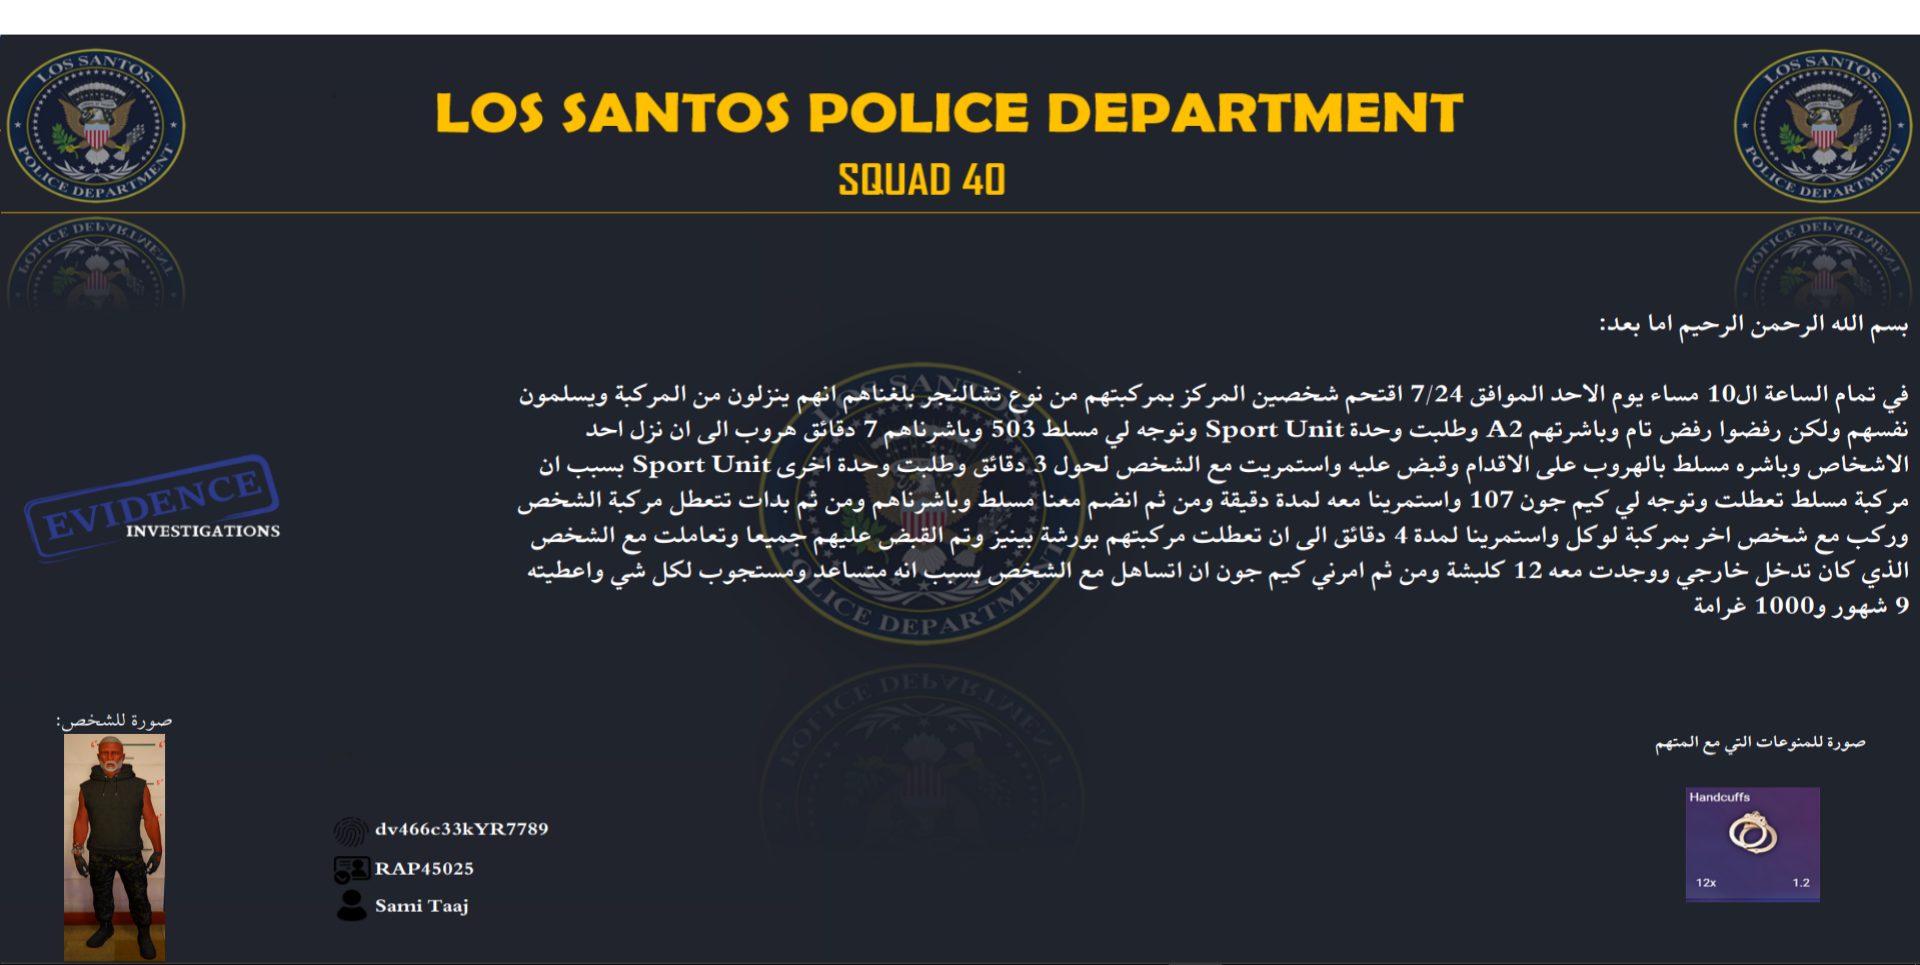 LOS SANTOS
POLICE DEPARTMENT
LOS SANTOS POLICE DEPARTMENT
SQUAD 40
LOS SANTOS
POLICE DEPARTMENT
بسم الله الرحمن الرحيم اما بعد:
في تمام الساعة ال10 مساء يوم الاحد الموافق 7/24 اقتحم شخصين المركز بمركبتهم من نوع تشالنجر بلغناهم انهم ينزلون من المركبة ويسلمون
نفسهم ولكن رفضوا رفض تام وباشرتهم A2 وطلبت وحدة Sport Unit وتوجه لي مسلط 503 وباشرناهم 7 دقائق هروب الى ان نزل احد
الاشخاص وباشره مسلط بالهروب على الاقدام وقبض عليه واستمريت مع الشخص لحول 3 دقائق وطلبت وحدة اخرى Sport Unit بسبب ان
مركبة مسلط تعطلت وتوجه لي كيم جون 107 واستمرينا معه لمدة دقيقة ومن ثم انضم معنا مسلط وباشرناهم ومن ثم بدات تتعطل مركبة الشخص
وركب مع شخص اخر بمركبة لوكل واستمرينا لمدة 4 دقائق الى ان تعطلت مركبتهم بورشة بينيز وتم القبض عليهم جميعا وتعاملت مع الشخص
الذي كان تدخل خارجي ووجدت معه 12 كلبشة ومن ثم امرني كيم جون ان اتساهل مع الشخص بسبب انه متساعد ومستجوب لكل شي واعطيته
9 شهور و1000 غرامة
EVIDENCE
INVESTIGATIONS
صورة للشخص:
dv466c33kYR7789
RAP45025
Sami Taaj
صورة للمنوعات التي مع المتهم
Handcuffs
12x 1.2